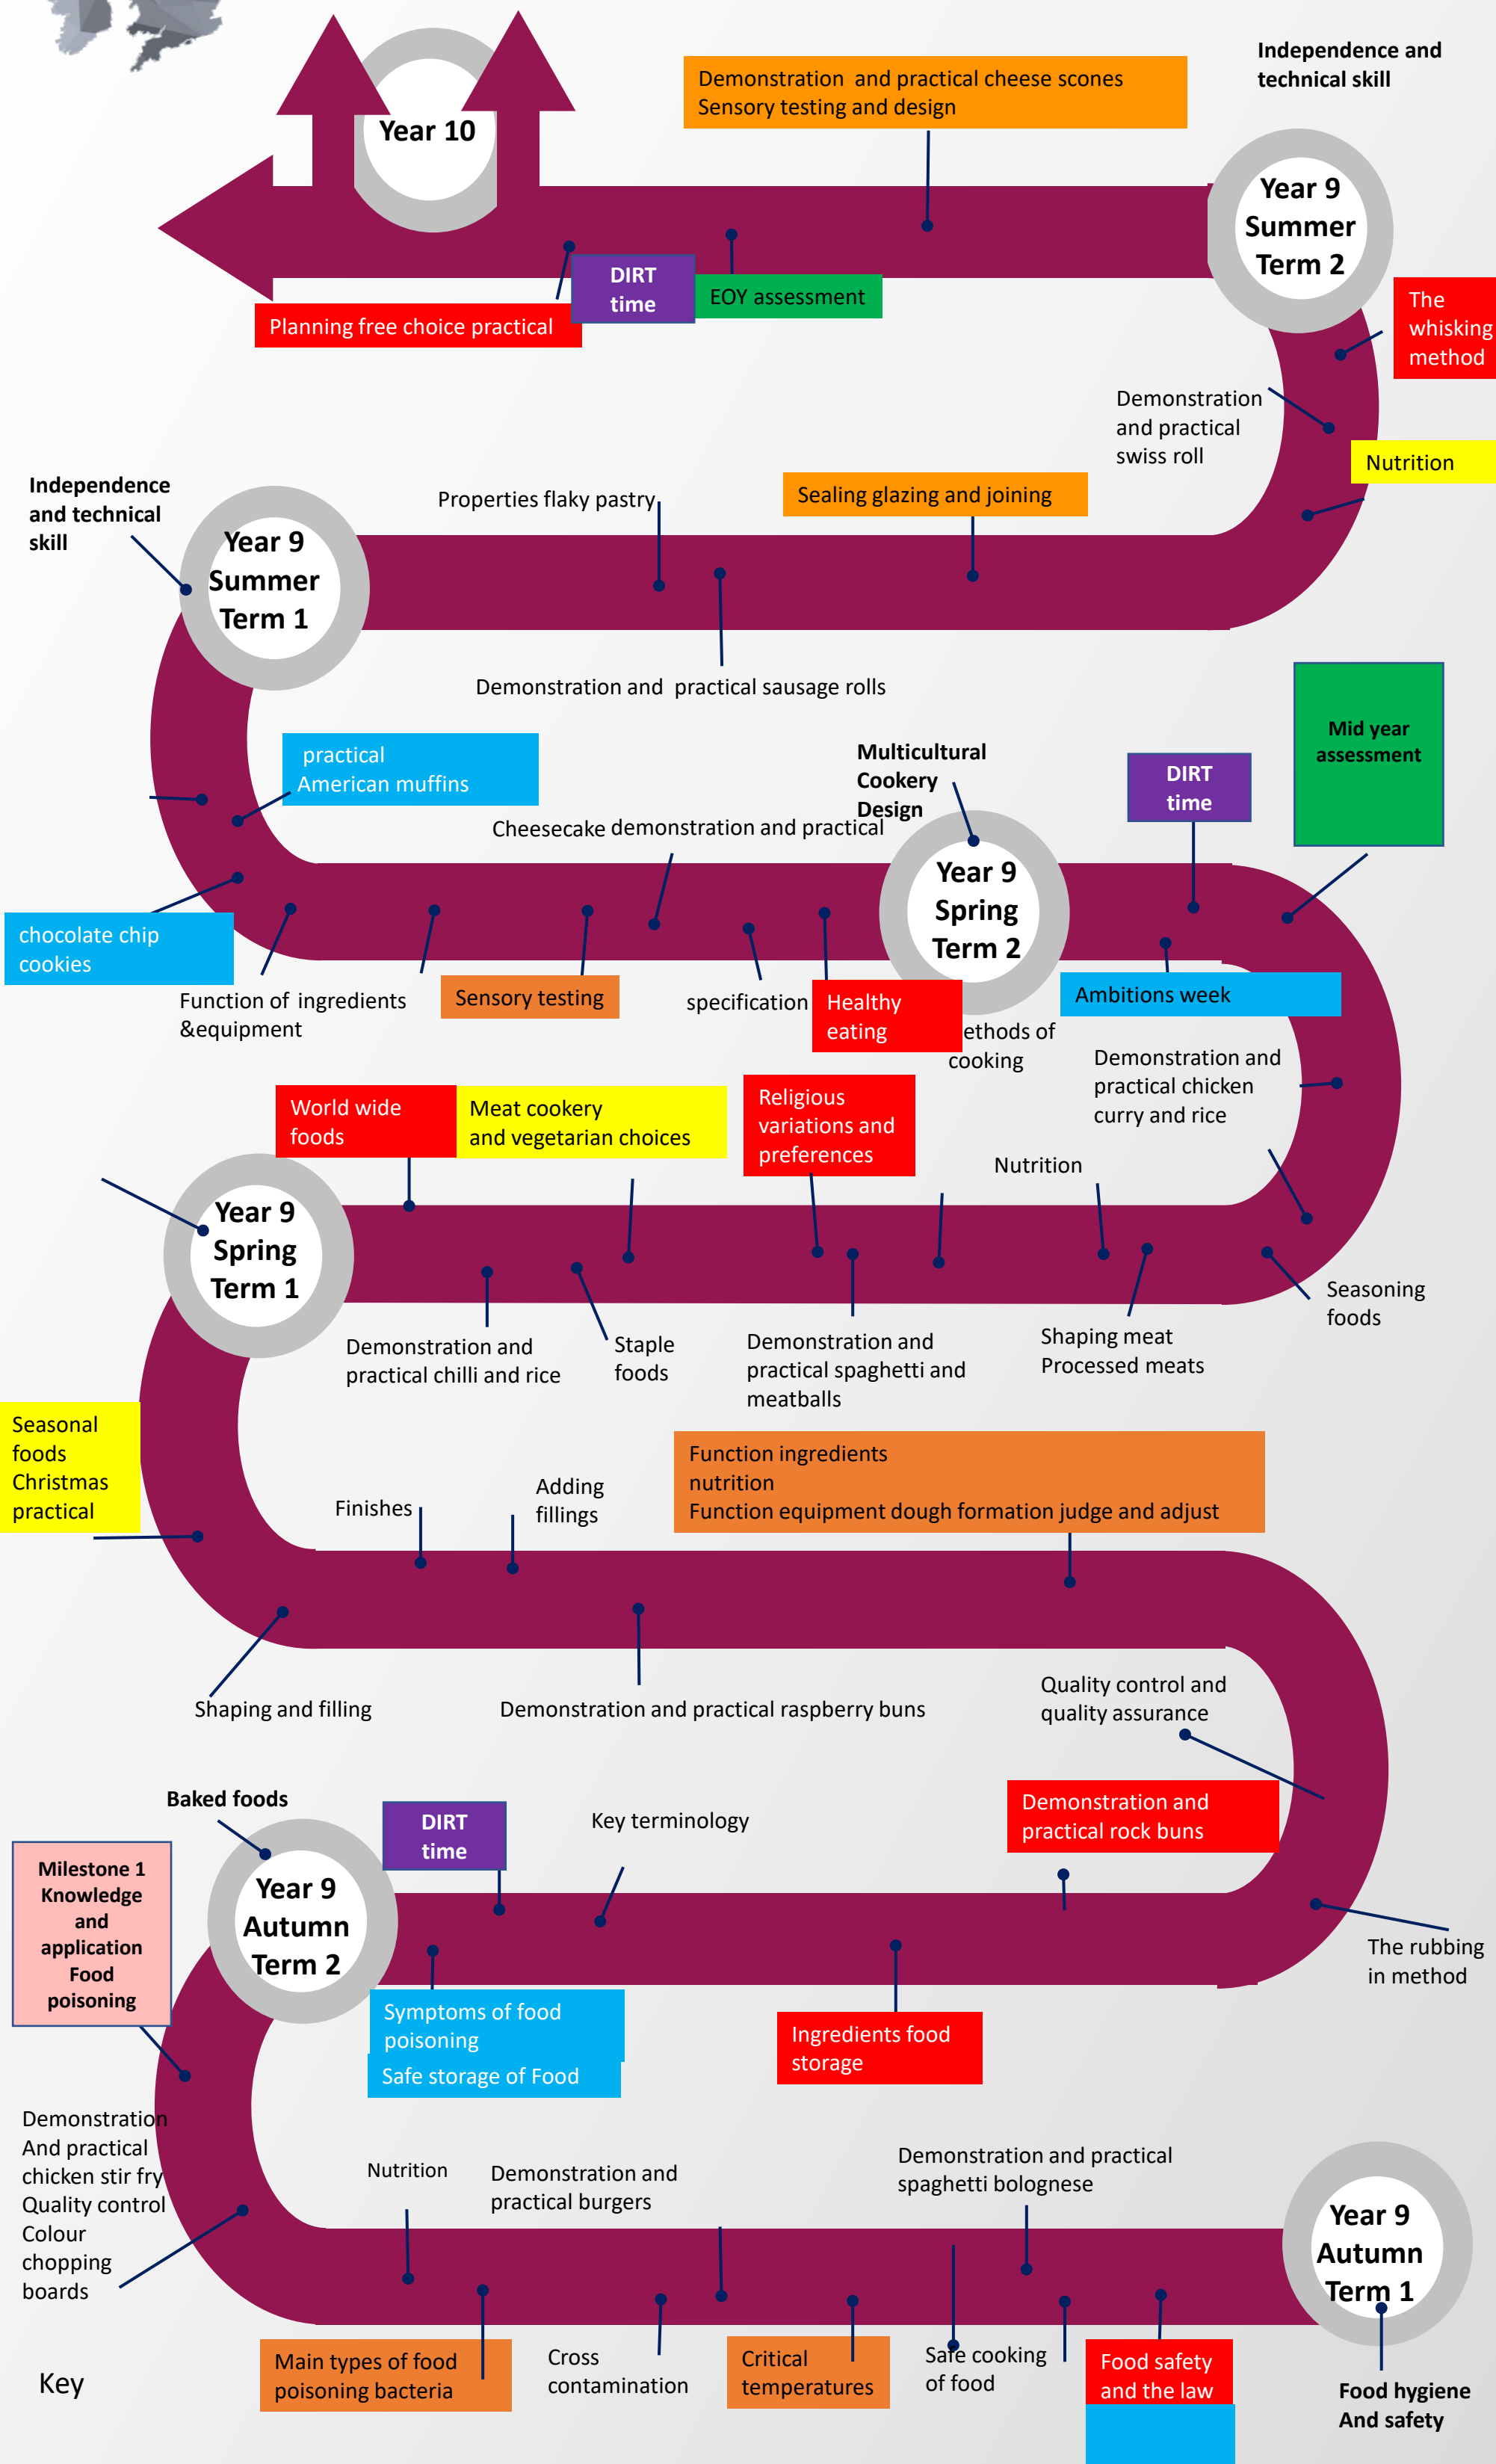 Independence and
technical skill
Demonstration and practical cheese scones
Sensory testing and design
Year 10
Year 9
Summer
Term 2
DIRT
time
EOY assessment
Planning free choice practical
The
whisking
method
Demonstration
and practical
swiss roll
Nutrition
Independence
and technical
skill
Properties flaky pastry
Sealing glazing and joining
Year 9
Summer
Term 1
Demonstration and practical sausage rolls
Mid year
assessment
practical
American muffins
Multicultural
Cookery
Design
DIRT
time
Cheesecake demonstration and practical
Year 9
Spring
Term 2
chocolate chip
cookies
Function of ingredients
&equipment
Sensory testing
specification
Healthy
eating
ethods of
cooking
Ambitions week
Demonstration and
practical chicken
curry and rice
World wide
foods
Meat cookery
and vegetarian choices
Religious
variations and
preferences
Nutrition
Year 9
Spring
Term 1
Seasoning
foods
Demonstration and
practical chilli and rice
Staple
foods
Demonstration and
practical spaghetti and
meatballs
Shaping meat
Processed meats
Seasonal
foods
Christmas
practical
Finishes
Adding
fillings
Function ingredients
nutrition
Function equipment dough formation judge and adjust
Shaping and filling
Demonstration and practical raspberry buns
Quality control and
quality assurance
Baked foods
DIRT
time
Key terminology
Demonstration and
practical rock buns
Milestone 1
Knowledge
and
application
Food
poisoning
Year 9
Autumn
Term 2
The rubbing
in method
Symptoms of food
poisoning
Safe storage of Food
Ingredients food
storage
Demonstration
And practical
chicken stir fry
Quality control
Colour
chopping
boards
Nutrition
Demonstration and
practical burgers
Demonstration and practical
spaghetti bolognese
Year 9
Autumn
Term 1
Key
Main types of food
poisoning bacteria
Cross
contamination
Critical
temperatures
Safe cooking
of food
Food safety
and the law
Food hygiene
And safety